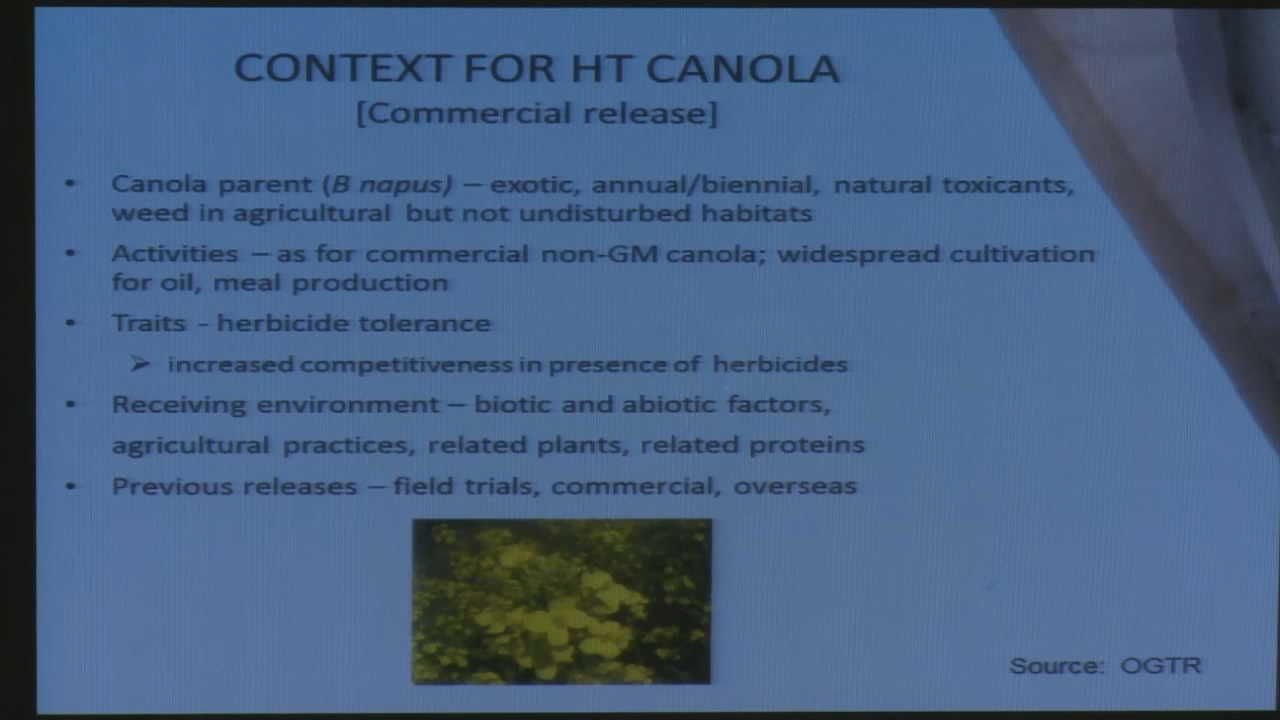 CONTEXT FOR HT CANOLA
[Commercial release]
• Canola parent (B napus) – exotic, annual/biennial, natural toxicants,
weed in agricultural but not undisturbed habitats
• Activities – as for commercial non-GM canola; widespread cultivation
for oil, meal production
• Traits - herbicide tolerance
➢ increased competitiveness in presence of herbicides
• Receiving environment – biotic and abiotic factors,
agricultural practices, related plants, related proteins
• Previous releases – field trials, commercial, overseas
Source: OGTR